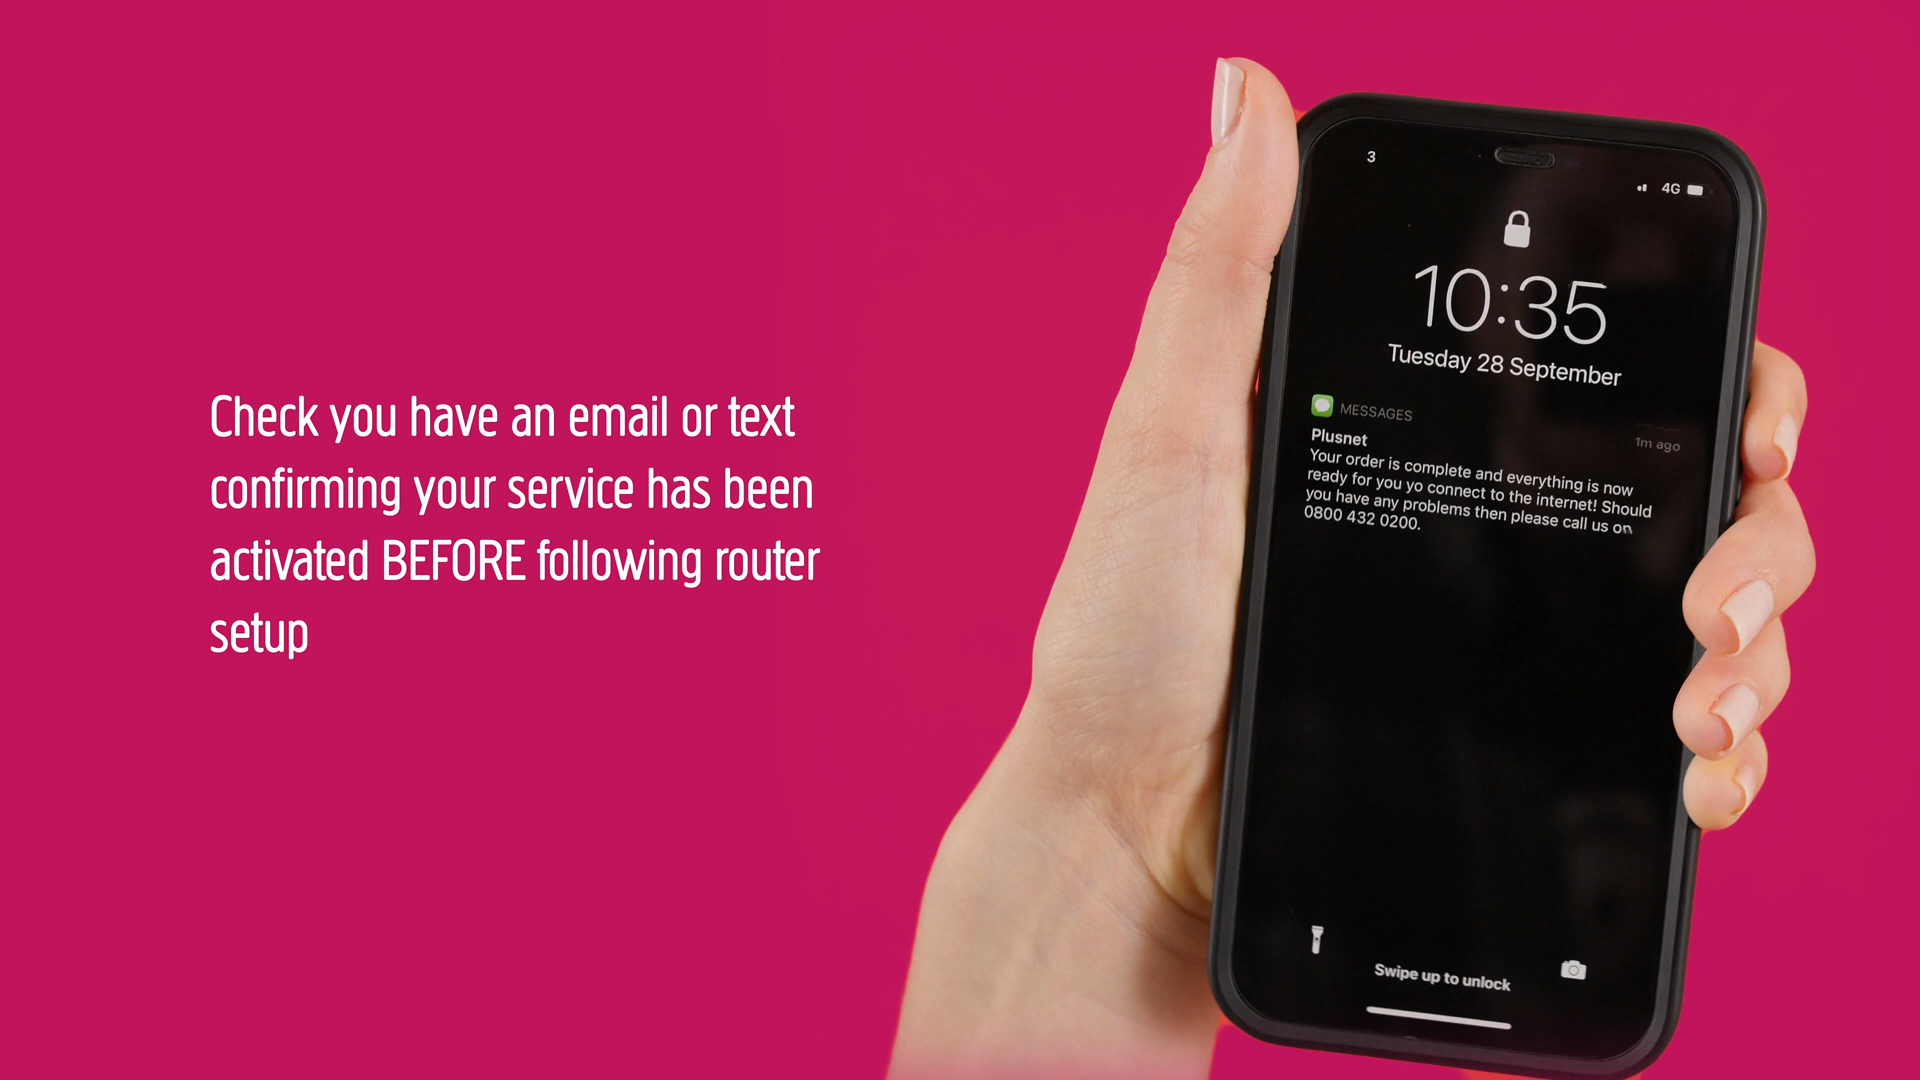 Check you have an email or text
confirming your service has been
activated BEFORE following router
setup
3
4G
10:35
Tuesday 28 September
MESSAGES
Plusnet
1m ago
Your order is complete and everything is now
ready for you yo connect to the internet! Should
you have any problems then please call us on
0800 432 0200.
Swipe up to unlock